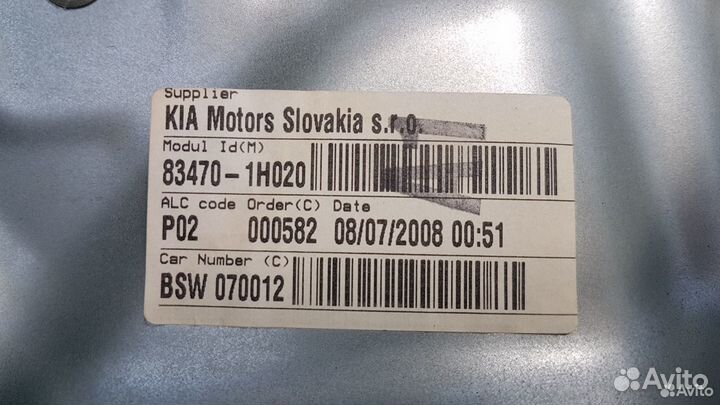 Supplier
KIA Motors Slovakia s.r.o.
Modul Id(M)
83470-1H020
ALC code Order(C) Date
P02 000582 08/07/2008 00:51
Car Number (C)
BSW 070012
Avito